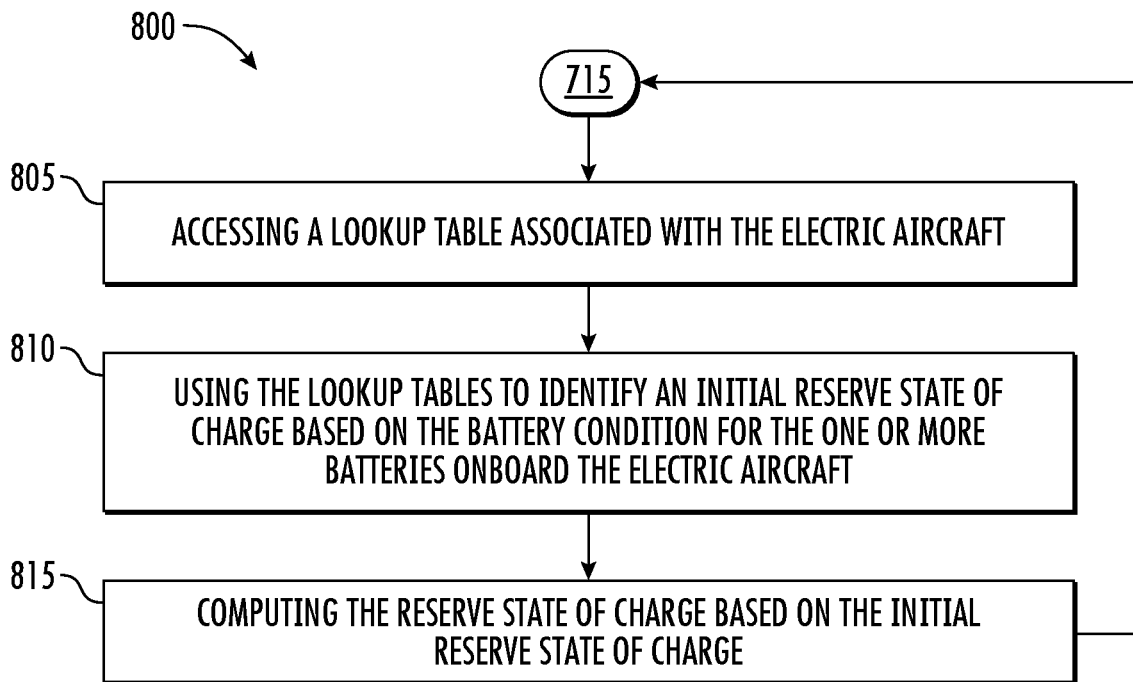 800
715
805
ACCESSING A LOOKUP TABLE ASSOCIATED WITH THE ELECTRIC AIRCRAFT
810
USING THE LOOKUP TABLES TO IDENTIFY AN INITIAL RESERVE STATE OF
CHARGE BASED ON THE BATTERY CONDITION FOR THE ONE OR MORE
BATTERIES ONBOARD THE ELECTRIC AIRCRAFT
815
COMPUTING THE RESERVE STATE OF CHARGE BASED ON THE INITIAL
RESERVE STATE OF CHARGE